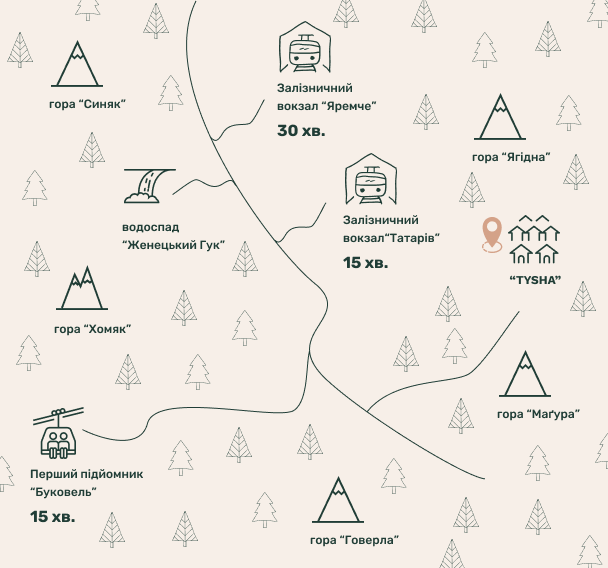 гора “Синяк”
Залізничний
вокзал “Яремче”
30 хв.
гора “Ягідна”
водоспад
“Женецький Гук”
Залізничний
вокзал“Татарів”
15 хв.
“TYSHA”
гора “Хомяк”
гора “Маґура”
Перший підйомник
“Буковель”
15 хв.
гора “Говерла”